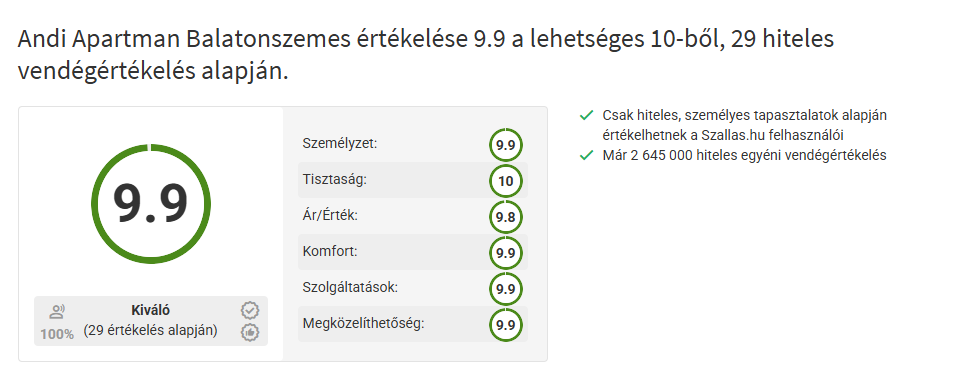 Andi Apartman Balatonszemes értékelése 9.9 a lehetséges 10-ből, 29 hiteles
vendégértékelés alapján.
9.9
100%
Kiváló
(29 értékelés alapján)
Személyzet: 9.9
Tisztaság: 10
Ár/Érték: 9.8
Komfort: 9.9
Szolgáltatások: 9.9
Megközelíthetőség: 9.9
Csak hiteles, személyes tapasztalatok alapján
értékelhetnek a Szallas.hu felhasználói
Már 2 645 000 hiteles egyéni vendégértékelés